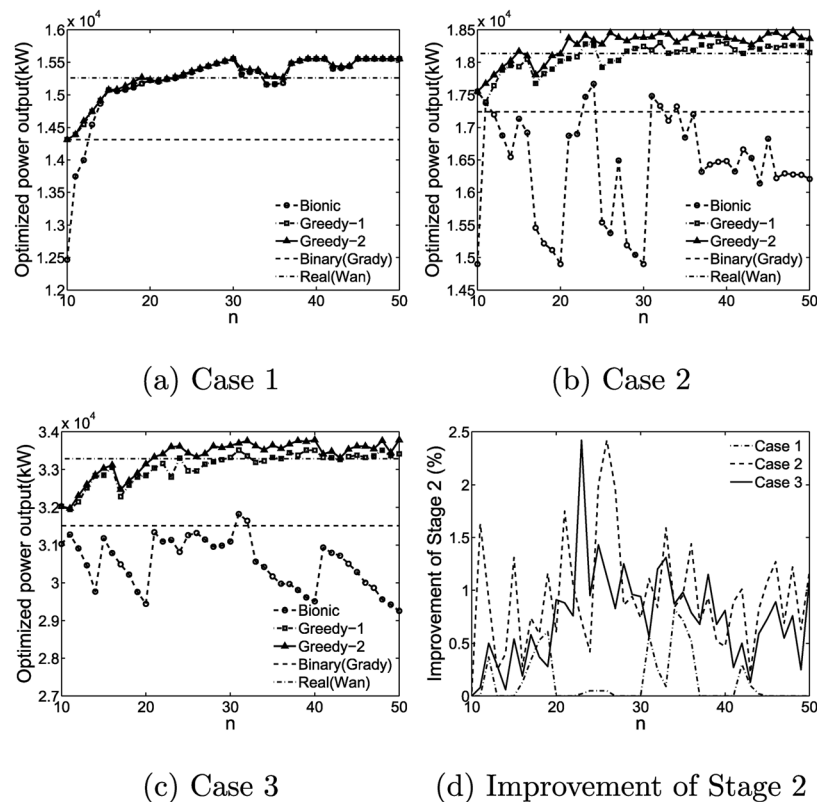 x 10⁴
Optimized power output(kW)
1.6
1.55
1.5
1.45
1.4
1.35
1.3
1.25
1.2
10 20 30 40 50
n
Bionic
Greedy-1
Greedy-2
Binary(Grady)
Real(Wan)
(a) Case 1
x 10⁴
Optimized power output(kW)
1.85
1.8
1.75
1.7
1.65
1.6
1.55
1.5
1.45
10 20 30 40 50
n
Bionic
Greedy-1
Greedy-2
Binary(Grady)
Real(Wan)
(b) Case 2
x 10⁴
Optimized power output(kW)
3.4
3.3
3.2
3.1
3
2.9
2.8
2.7
10 20 30 40 50
n
Bionic
Greedy-1
Greedy-2
Binary(Grady)
Real(Wan)
(c) Case 3
Improvement of Stage 2 (%)
2.5
2
1.5
1
0.5
0
10 20 30 40 50
n
Case 1
Case 2
Case 3
(d) Improvement of Stage 2